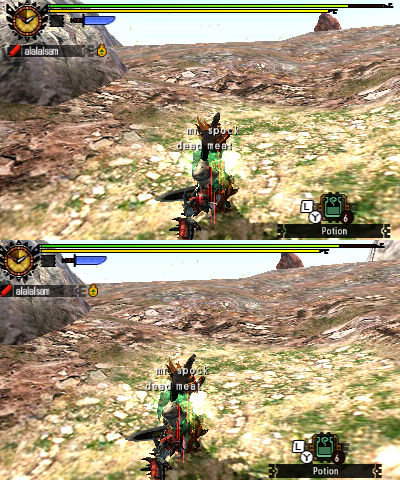 alalalsam
mr. spock
dead meat
L
Y
6
Potion
alalalsam
mr. spock
dead meat
L
Y
6
Potion